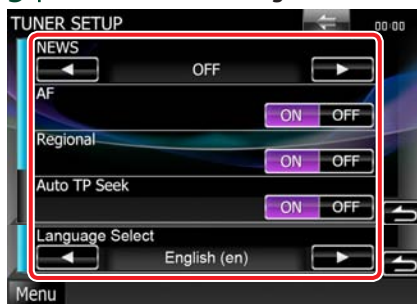 TUNER SETUP
00:00
NEWS
OFF
AF
ON OFF
Regional
ON OFF
Auto TP Seek
ON OFF
Language Select
English (en)
Menu